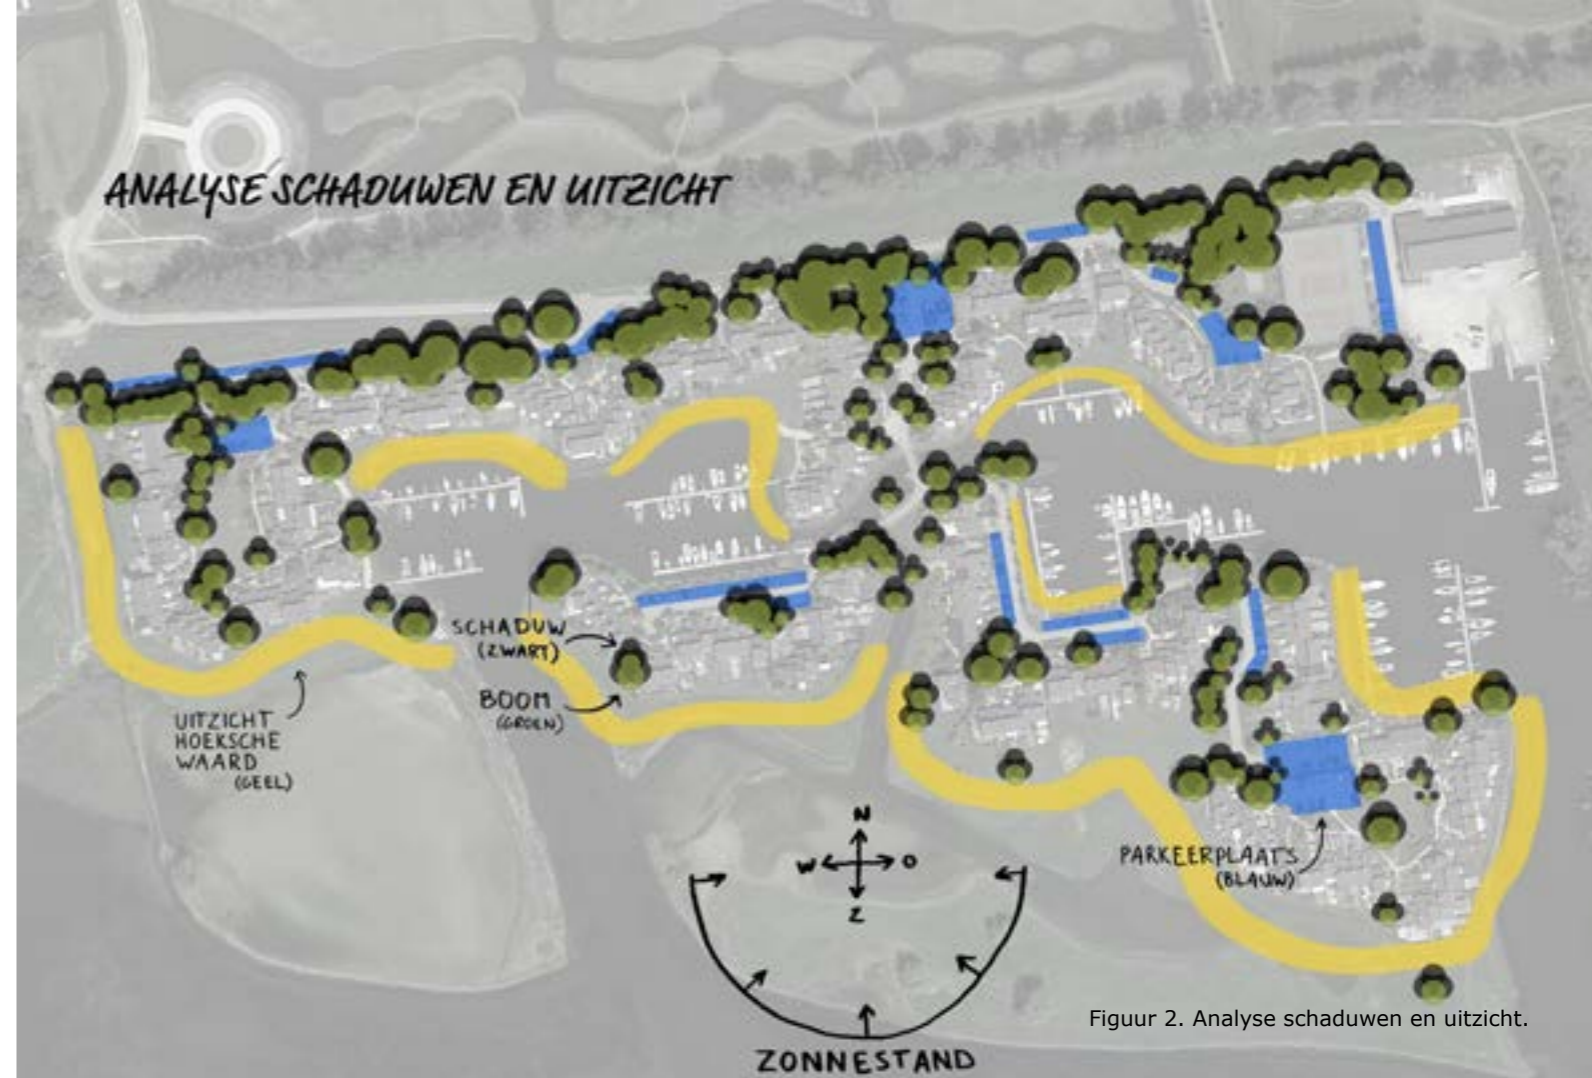 ANALYSE SCHADUWEN EN UITZICHT
SCHADUW
(ZWART)
BOOM
(GROEN)
UITZICHT
HOEKSCHE
WAARD
(GEEL)
N
W
O
Z
PARKEERPLAATS
(BLAUW)
ZONNESTAND
Figuur 2. Analyse schaduwen en uitzicht.